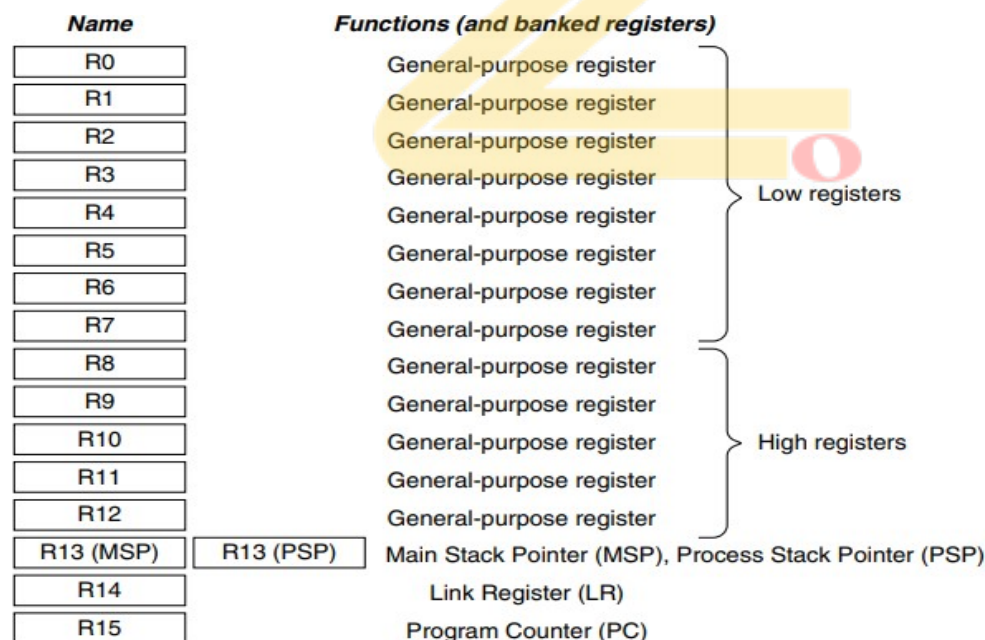 Name Functions (and banked registers)
R0 General-purpose register
R1 General-purpose register
R2 General-purpose register
R3 General-purpose register
Low registers
R4 General-purpose register
R5 General-purpose register
R6 General-purpose register
R7 General-purpose register
R8 General-purpose register
R9 General-purpose register
R10 General-purpose register
High registers
R11 General-purpose register
R12 General-purpose register
R13 (MSP) R13 (PSP) Main Stack Pointer (MSP), Process Stack Pointer (PSP)
R14 Link Register (LR)
R15 Program Counter (PC)